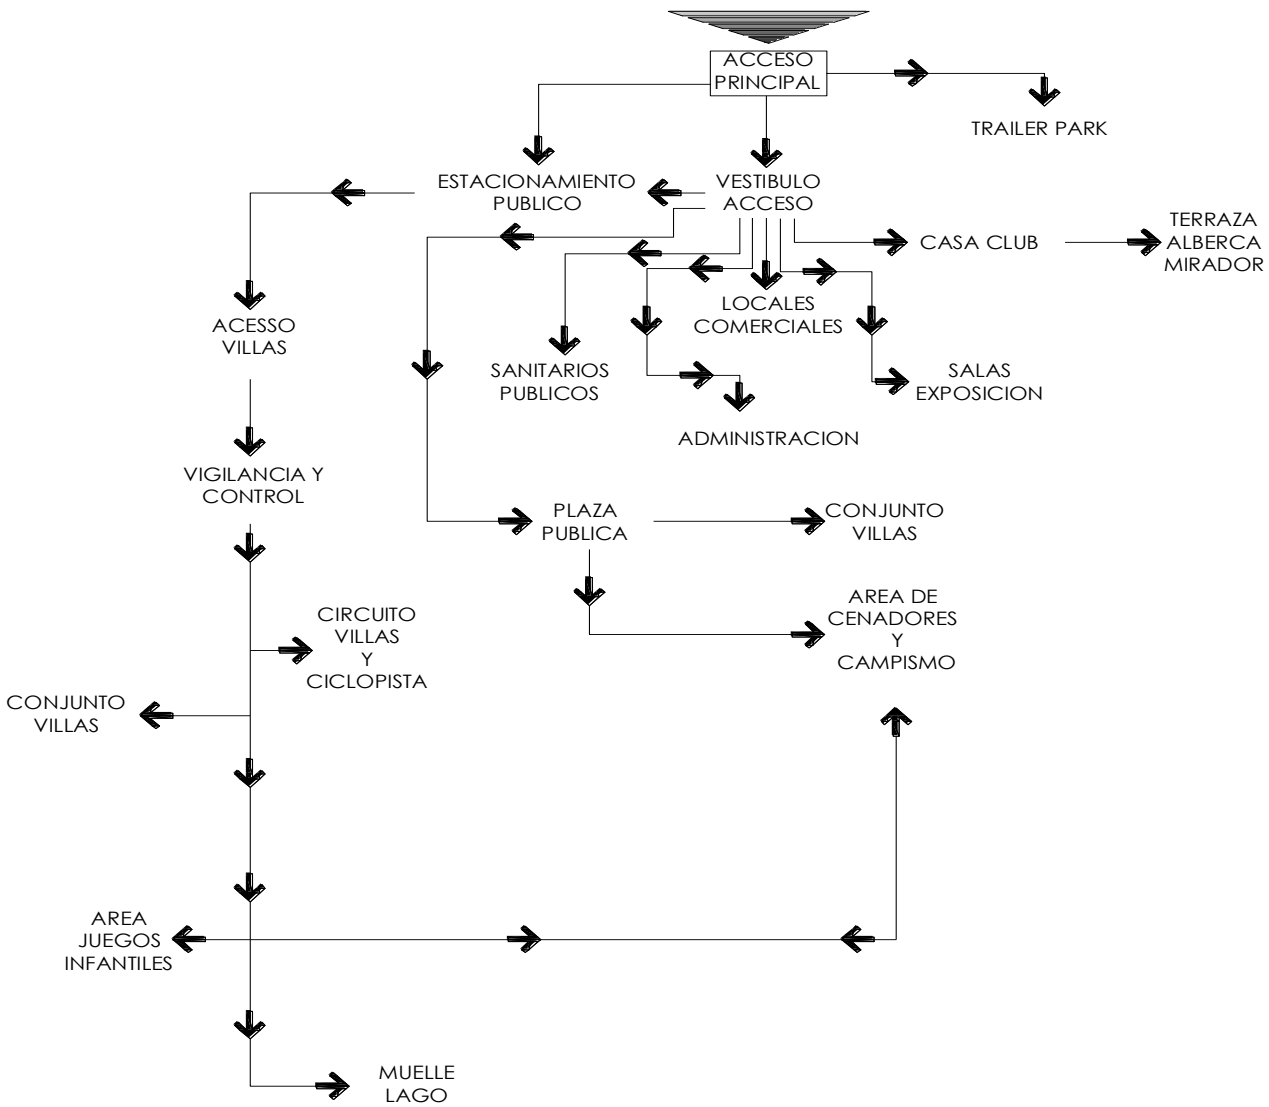 ACCESO
PRINCIPAL
TRAILER PARK
ESTACIONAMIENTO
PUBLICO
VESTIBULO
ACCESO
CASA CLUB
TERRAZA
ALBERCA
MIRADOR
ACESSO
VILLAS
LOCALES
COMERCIALES
SANITARIOS
PUBLICOS
SALAS
EXPOSICION
ADMINISTRACION
VIGILANCIA Y
CONTROL
PLAZA
PUBLICA
CONJUNTO
VILLAS
CIRCUITO
VILLAS
Y
CICLOPISTA
AREA DE
CENADORES
Y
CAMPISMO
CONJUNTO
VILLAS
AREA
JUEGOS
INFANTILES
MUELLE
LAGO